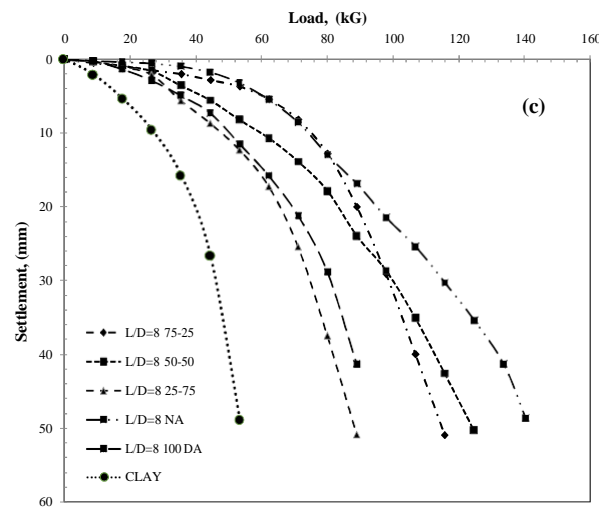 Load, (kG)
0 20 40 60 80 100 120 140 160
0
10
20
30
40
50
60
Settlement, (mm)
(c)
L/D=8 75-25
L/D=8 50-50
L/D=8 25-75
L/D=8 NA
L/D=8 100 DA
CLAY